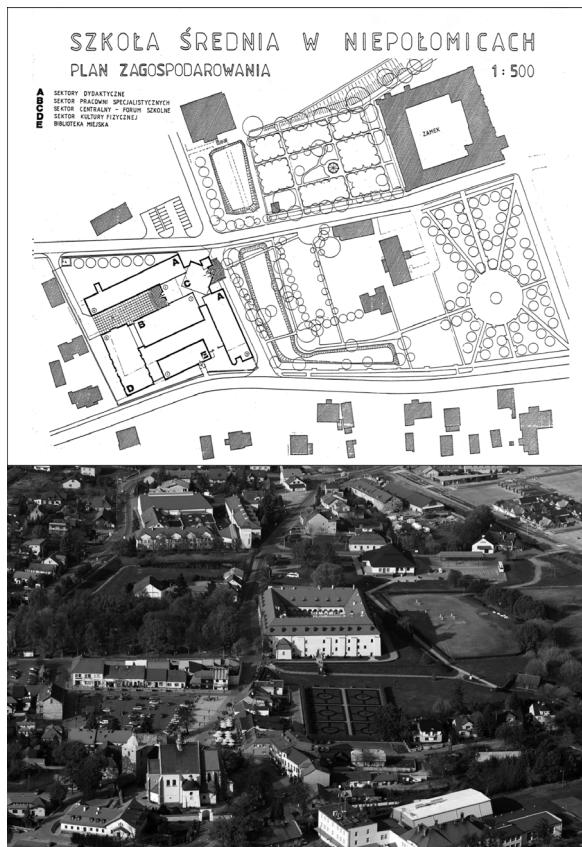 SZKOŁA ŚREDNIA W NIEPOŁOMICACH
PLAN ZAGOSPODAROWANIA 1:500
A SEKTORY DYDAKTYCZNE
B SEKTOR PRACOWNI SPECJALISTYCZNYCH
C SEKTOR CENTRALNY - FORUM SZKOLNE
D SEKTOR KULTURY FIZYCZNEJ
E BIBLIOTEKA MIEJSKA
ZAMEK
A
C
A
B
E
D